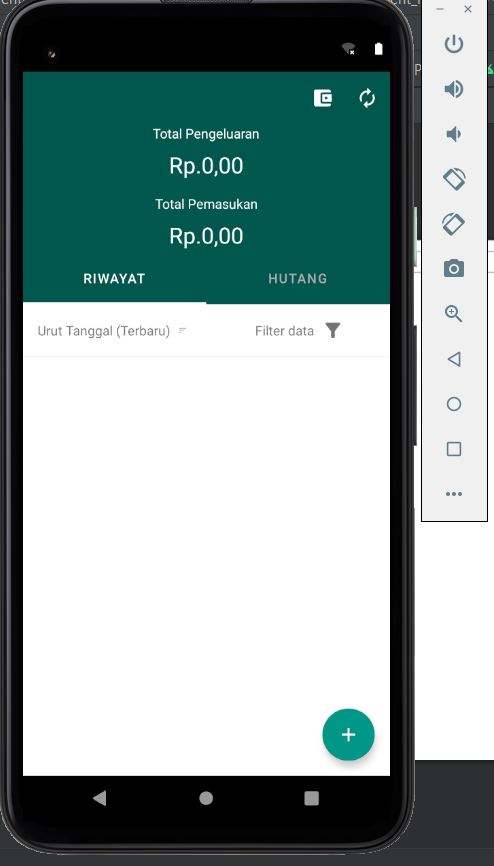 Total Pengeluaran
Rp.0,00
Total Pemasukan
Rp.0,00
RIWAYAT HUTANG
Urut Tanggal (Terbaru) Filter data